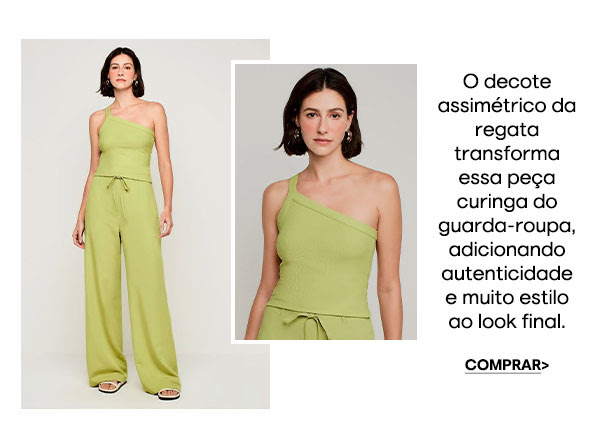 O decote
assimétrico da
regata
transforma
essa peça
curinga do
guarda-roupa,
adicionando
autenticidade
e muito estilo
ao look final.
COMPRAR>